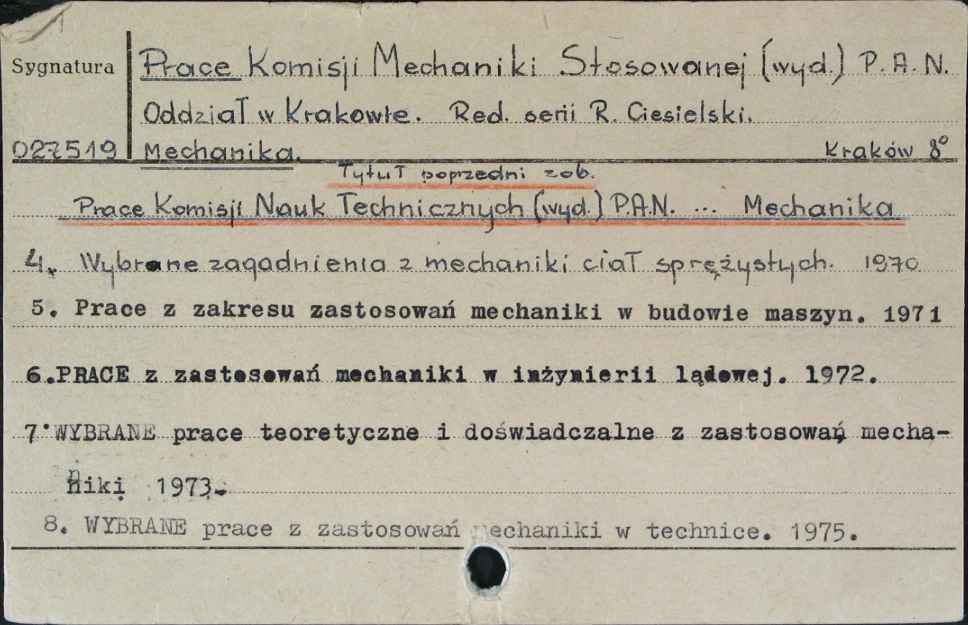 Sygnatura Prace Komisji Mechaniki Stosowanej (wyd.) P.A.N.
Oddział w Krakowie. Red. serii R. Ciesielski.
027519 Mechanika. Kraków 8°
Tytuł poprzedni zob.
Prace Komisji Nauk Technicznych (wyd.) P.A.N. ... Mechanika
4. Wybrane zagadnienia z mechaniki ciał sprężystych. 1970
5. Prace z zakresu zastosowań mechaniki w budowie maszyn. 1971
6.PRACE z zastosowań mechaniki w inżynierii lądowej. 1972.
7.WYBRANE prace teoretyczne i doświadczalne z zastosowań mecha-
niki 1973.
8. WYBRANE prace z zastosowań mechaniki w technice. 1975.